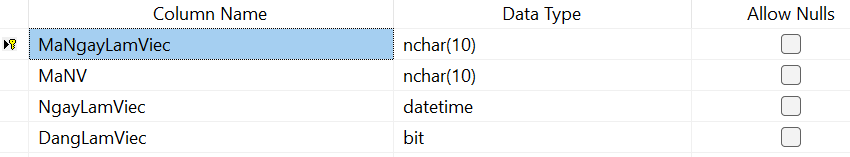 Column Name Data Type Allow Nulls
MaNgayLamViec nchar(10)
MaNV nchar(10)
NgayLamViec datetime
DangLamViec bit